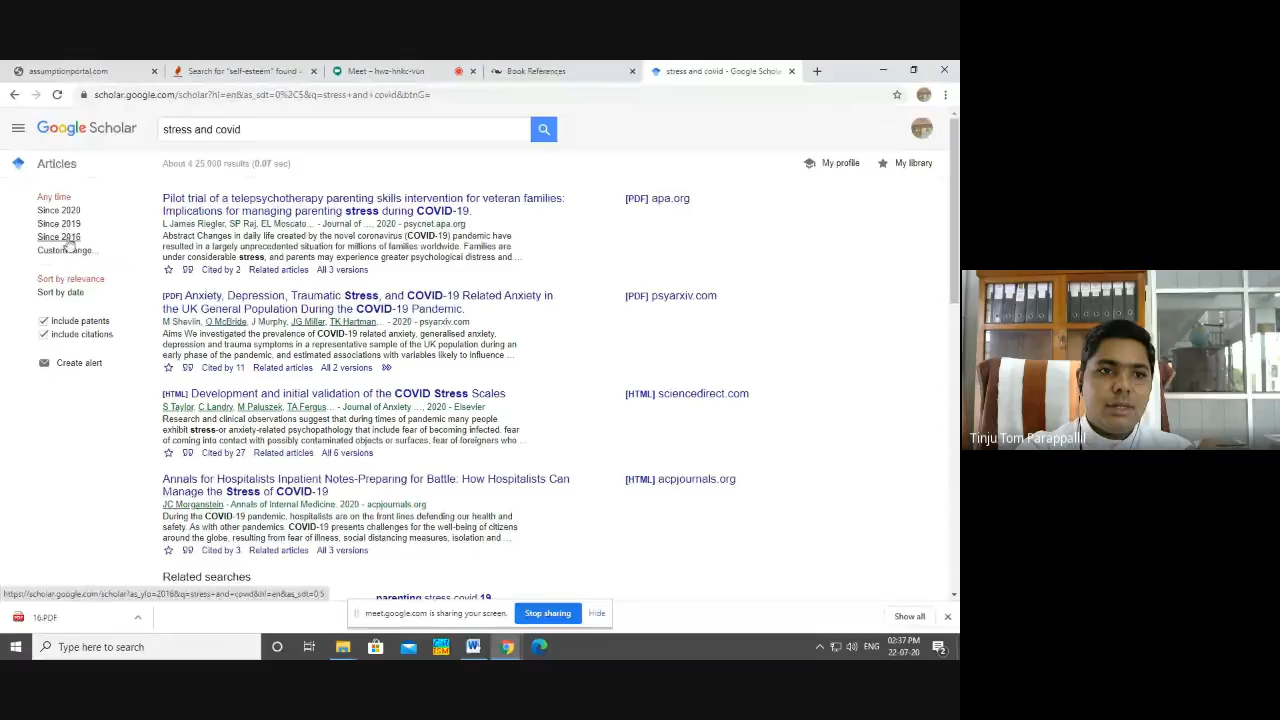 assumptionportal.com
Search for "self-esteem" found -
Meet – hwz-hnkc-vun
Book References
stress and covid - Google Schola
scholar.google.com/scholar?hl=en&as_sdt=0%2C5&q=stress+and+covid&btnG=
Google Scholar
stress and covid
Articles
About 4,25,000 results (0.07 sec)
My profile
My library
Any time
Since 2020
Since 2019
Since 2016
Custom range...
Sort by relevance
Sort by date
include patents
include citations
Create alert
Pilot trial of a telepsychotherapy parenting skills intervention for veteran families:
Implications for managing parenting stress during COVID-19.
L James Riegler, SP Raj, EL Moscato… - Journal of …, 2020 - psycnet.apa.org
Abstract Changes in daily life created by the novel coronavirus (COVID-19) pandemic have
resulted in a largely unprecedented situation for millions of families worldwide. Families are
under considerable stress, and parents may experience greater psychological distress and …
Cited by 2 Related articles All 3 versions
[PDF] apa.org
[PDF] Anxiety, Depression, Traumatic Stress, and COVID-19 Related Anxiety in
the UK General Population During the COVID-19 Pandemic.
M Shevlin, O McBride, J Murphy, JG Miller, TK Hartman… - 2020 - psyarxiv.com
Aims We investigated the prevalence of COVID-19 related anxiety, generalised anxiety,
depression and trauma symptoms in a representative sample of the UK population during an
early phase of the pandemic, and estimated associations with variables likely to influence …
Cited by 11 Related articles All 2 versions
[PDF] psyarxiv.com
[HTML] Development and initial validation of the COVID Stress Scales
S Taylor, C Landry, M Paluszek, TA Fergus… - Journal of Anxiety …, 2020 - Elsevier
Research and clinical observations suggest that during times of pandemic many people
exhibit stress-or anxiety-related psychopathology that include fear of becoming infected, fear
of coming into contact with possibly contaminated objects or surfaces, fear of foreigners who …
Cited by 27 Related articles All 6 versions
[HTML] sciencedirect.com
Annals for Hospitalists Inpatient Notes-Preparing for Battle: How Hospitalists Can
Manage the Stress of COVID-19
JC Morganstein - Annals of Internal Medicine, 2020 - acpjournals.org
During the COVID-19 pandemic, hospitalists are on the front lines defending our health and
safety. As with other pandemics, COVID-19 presents challenges for the well-being of citizens
around the globe, resulting from fear of illness, social distancing measures, isolation and …
Cited by 3 Related articles All 3 versions
[HTML] acpjournals.org
Related searches
parenting stress covid 19
https://scholar.google.com/scholar?as_ylo=2016&q=stress+and+covid&hl=en&as_sdt=0,5
meet.google.com is sharing your screen.
Stop sharing
Hide
16.PDF
Show all
Type here to search
ENG
02:37 PM
22-07-20
2
Tinju Tom Parappallil